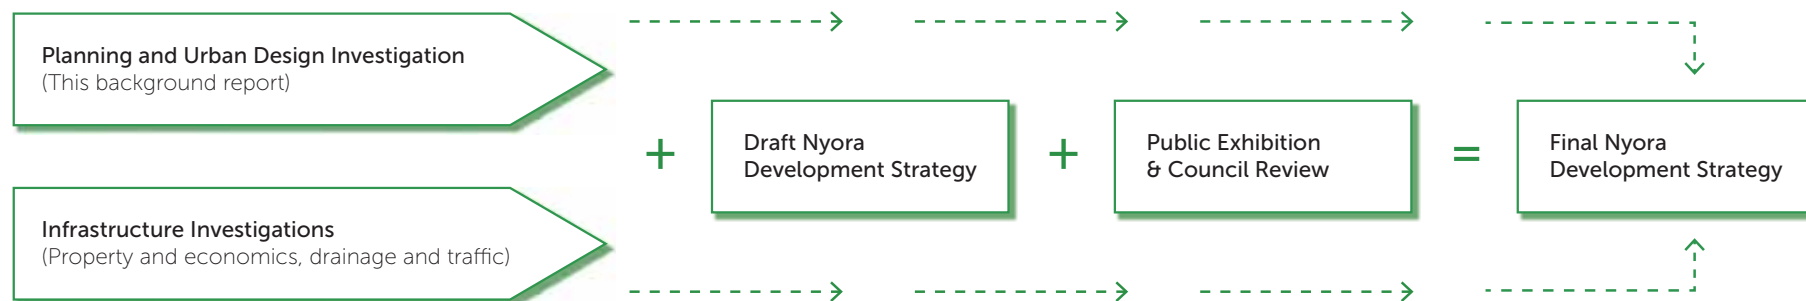 Planning and Urban Design Investigation
(This background report)
Infrastructure Investigations
(Property and economics, drainage and traffic)
+
Draft Nyora
Development Strategy
+
Public Exhibition
& Council Review
=
Final Nyora
Development Strategy